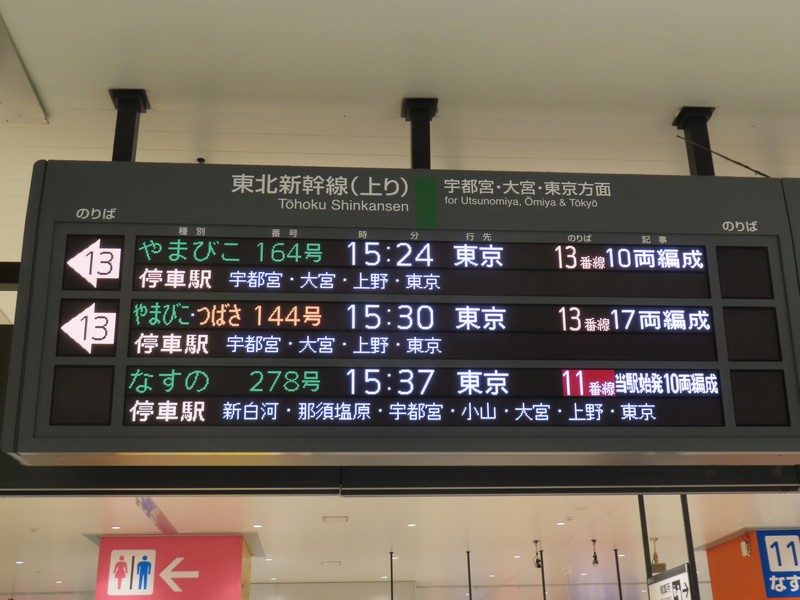 東北新幹線(上り) 宇都宮・大宮・東京方面
Tōhoku Shinkansen for Utsunomiya, Ōmiya & Tōkyō
のりば のりば
種別 番号 時 分 行先 のりば 記事
13 やまびこ 164号 15:24 東京 13番線 10両編成
停車駅 宇都宮・大宮・上野・東京
13 やまびこ・つばさ 144号 15:30 東京 13番線 17両編成
停車駅 宇都宮・大宮・上野・東京
なすの 278号 15:37 東京 11番線 当駅始発10両編成
停車駅 新白河・那須塩原・宇都宮・小山・大宮・上野・東京
11
なす